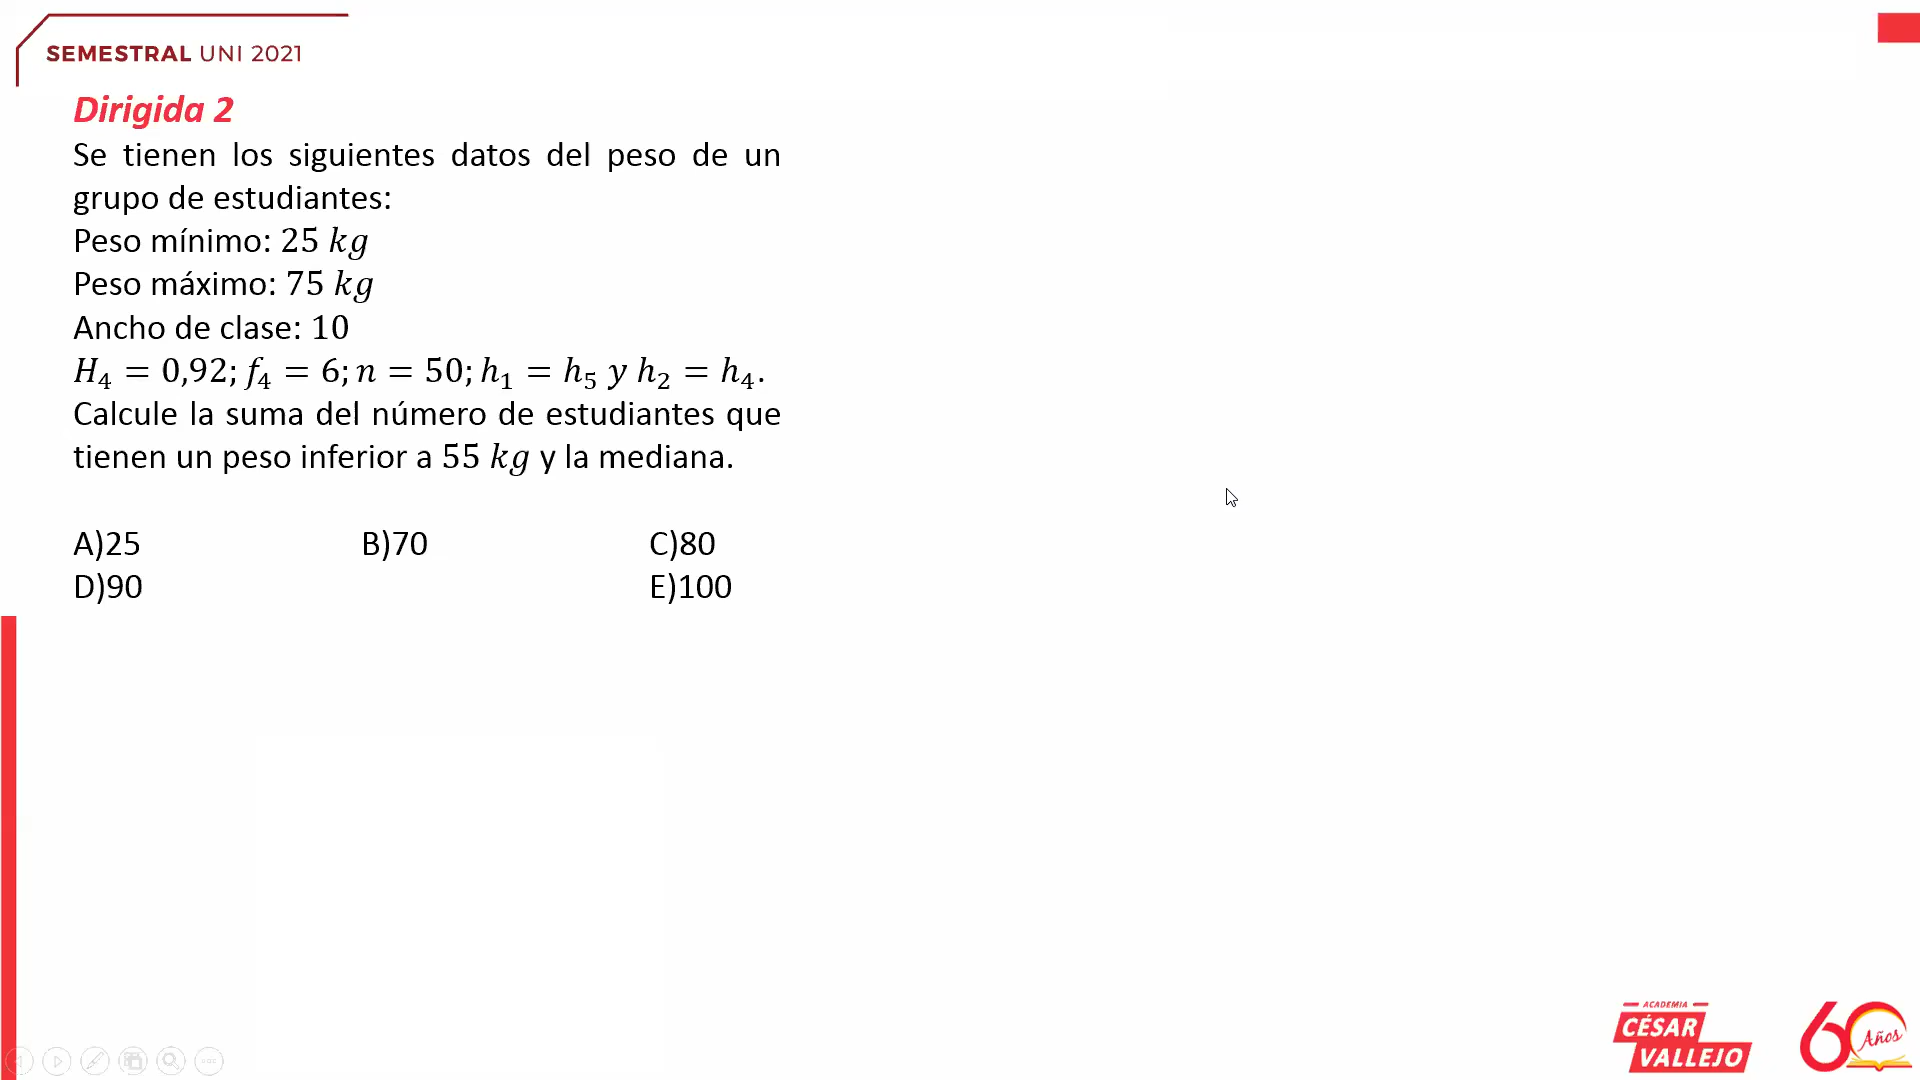 SEMESTRAL UNI 2021
Dirigida 2
Se tienen los siguientes datos del peso de un
grupo de estudiantes:
Peso mínimo: 25 kg
Peso máximo: 75 kg
Ancho de clase: 10
H₄ = 0,92; f₄ = 6; n = 50; h₁ = h₅ y h₂ = h₄.
Calcule la suma del número de estudiantes que
tienen un peso inferior a 55 kg y la mediana.
A)25 B)70 C)80
D)90 E)100
ACADEMIA
CÉSAR
VALLEJO
60 Años